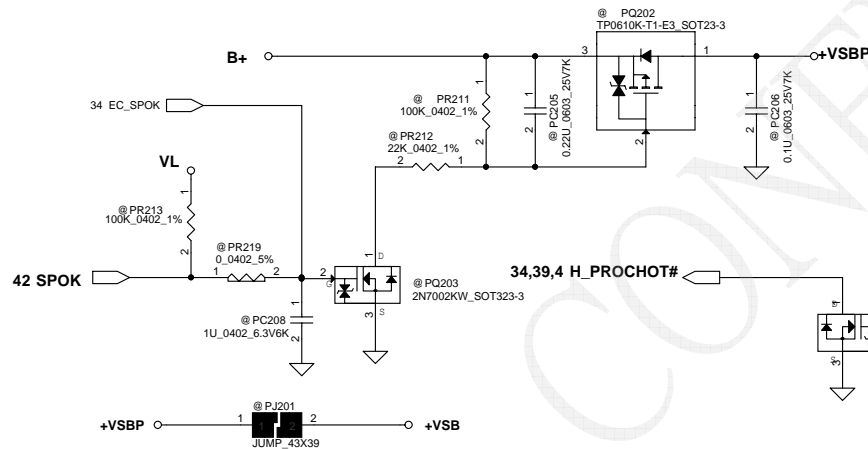 @ PQ202
TP0610K-T1-E3_SOT23-3
B+
3
1
+VSBP
34 EC_SPOK
1
2
@ PR211
100K_0402_1%
1
2
@ PC205
0.22U_0603_25V7K
2
1
2
@ PC206
0.1U_0603_25V7K
@ PR212
22K_0402_1%
2
1
VL
@ PR213
100K_0402_1%
1
2
@ PR219
0_0402_5%
42 SPOK
1
2
2
G
1
D
3
S
@ PQ203
2N7002KW_SOT323-3
1
2
@ PC208
1U_0402_6.3V6K
34,39,4 H_PROCHOT#
1
3
@ PJ201
+VSBP
1
1
2
2
+VSB
JUMP_43X39
CONF